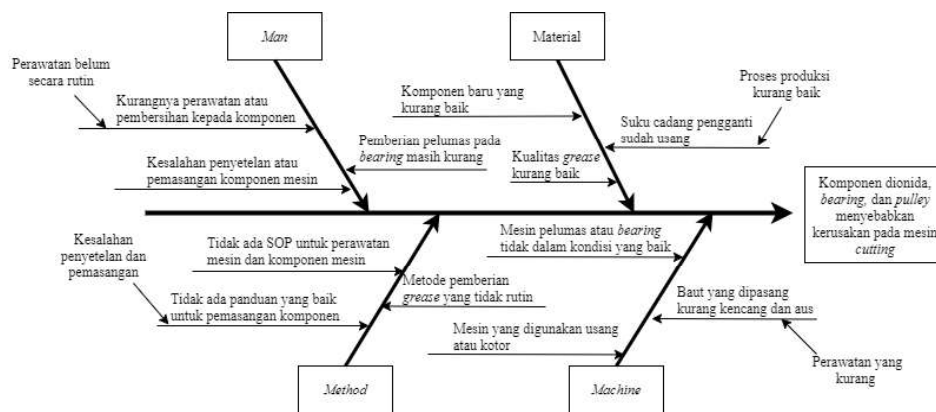 Man
Material
Perawatan belum
secara rutin
Kurangnya perawatan atau
pembersihan kepada komponen
Pemberian pelumas pada
bearing masih kurang
Kesalahan penyetelan atau
pemasangan komponen mesin
Komponen baru yang
kurang baik
Proses produksi
kurang baik
Suku cadang pengganti
sudah usang
Kualitas grease
kurang baik
Komponen dionida,
bearing, dan pulley
menyebabkan
kerusakan pada mesin
cutting
Kesalahan
penyetelan dan
pemasangan
Tidak ada SOP untuk perawatan
mesin dan komponen mesin
Metode pemberian
grease yang tidak rutin
Tidak ada panduan yang baik
untuk pemasangan komponen
Mesin pelumas atau bearing
tidak dalam kondisi yang baik
Baut yang dipasang
kurang kencang dan aus
Mesin yang digunakan usang
atau kotor
Perawatan yang
kurang
Method
Machine